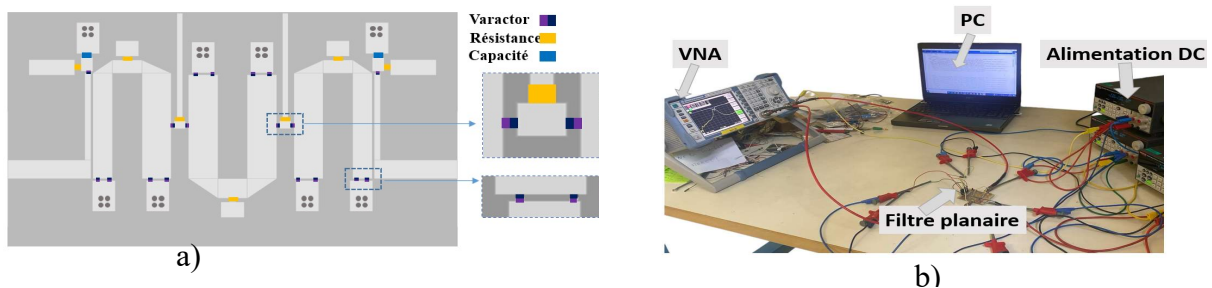 Varactor
Résistance
Capacité
VNA
PC
Alimentation DC
Filtre planaire
a)
b)